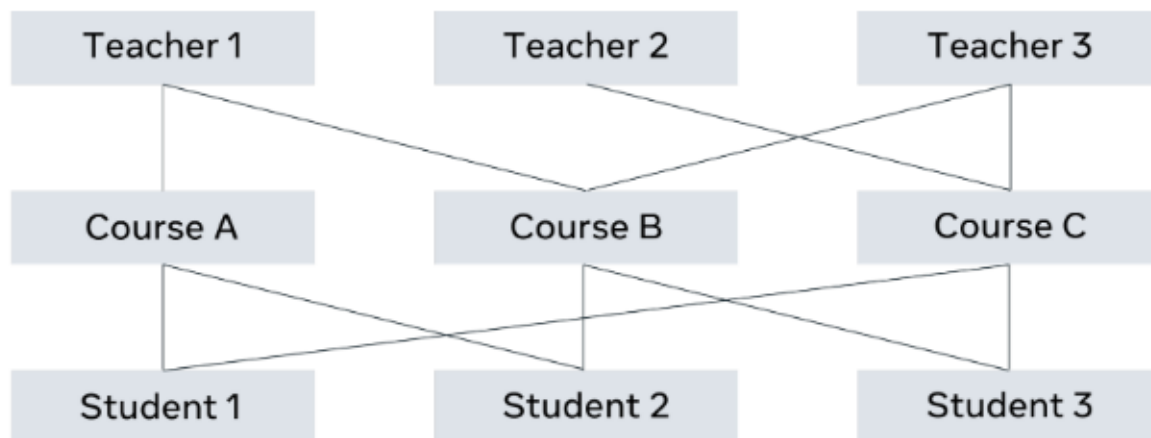 Teacher 1
Teacher 2
Teacher 3
Course A
Course B
Course C
Student 1
Student 2
Student 3